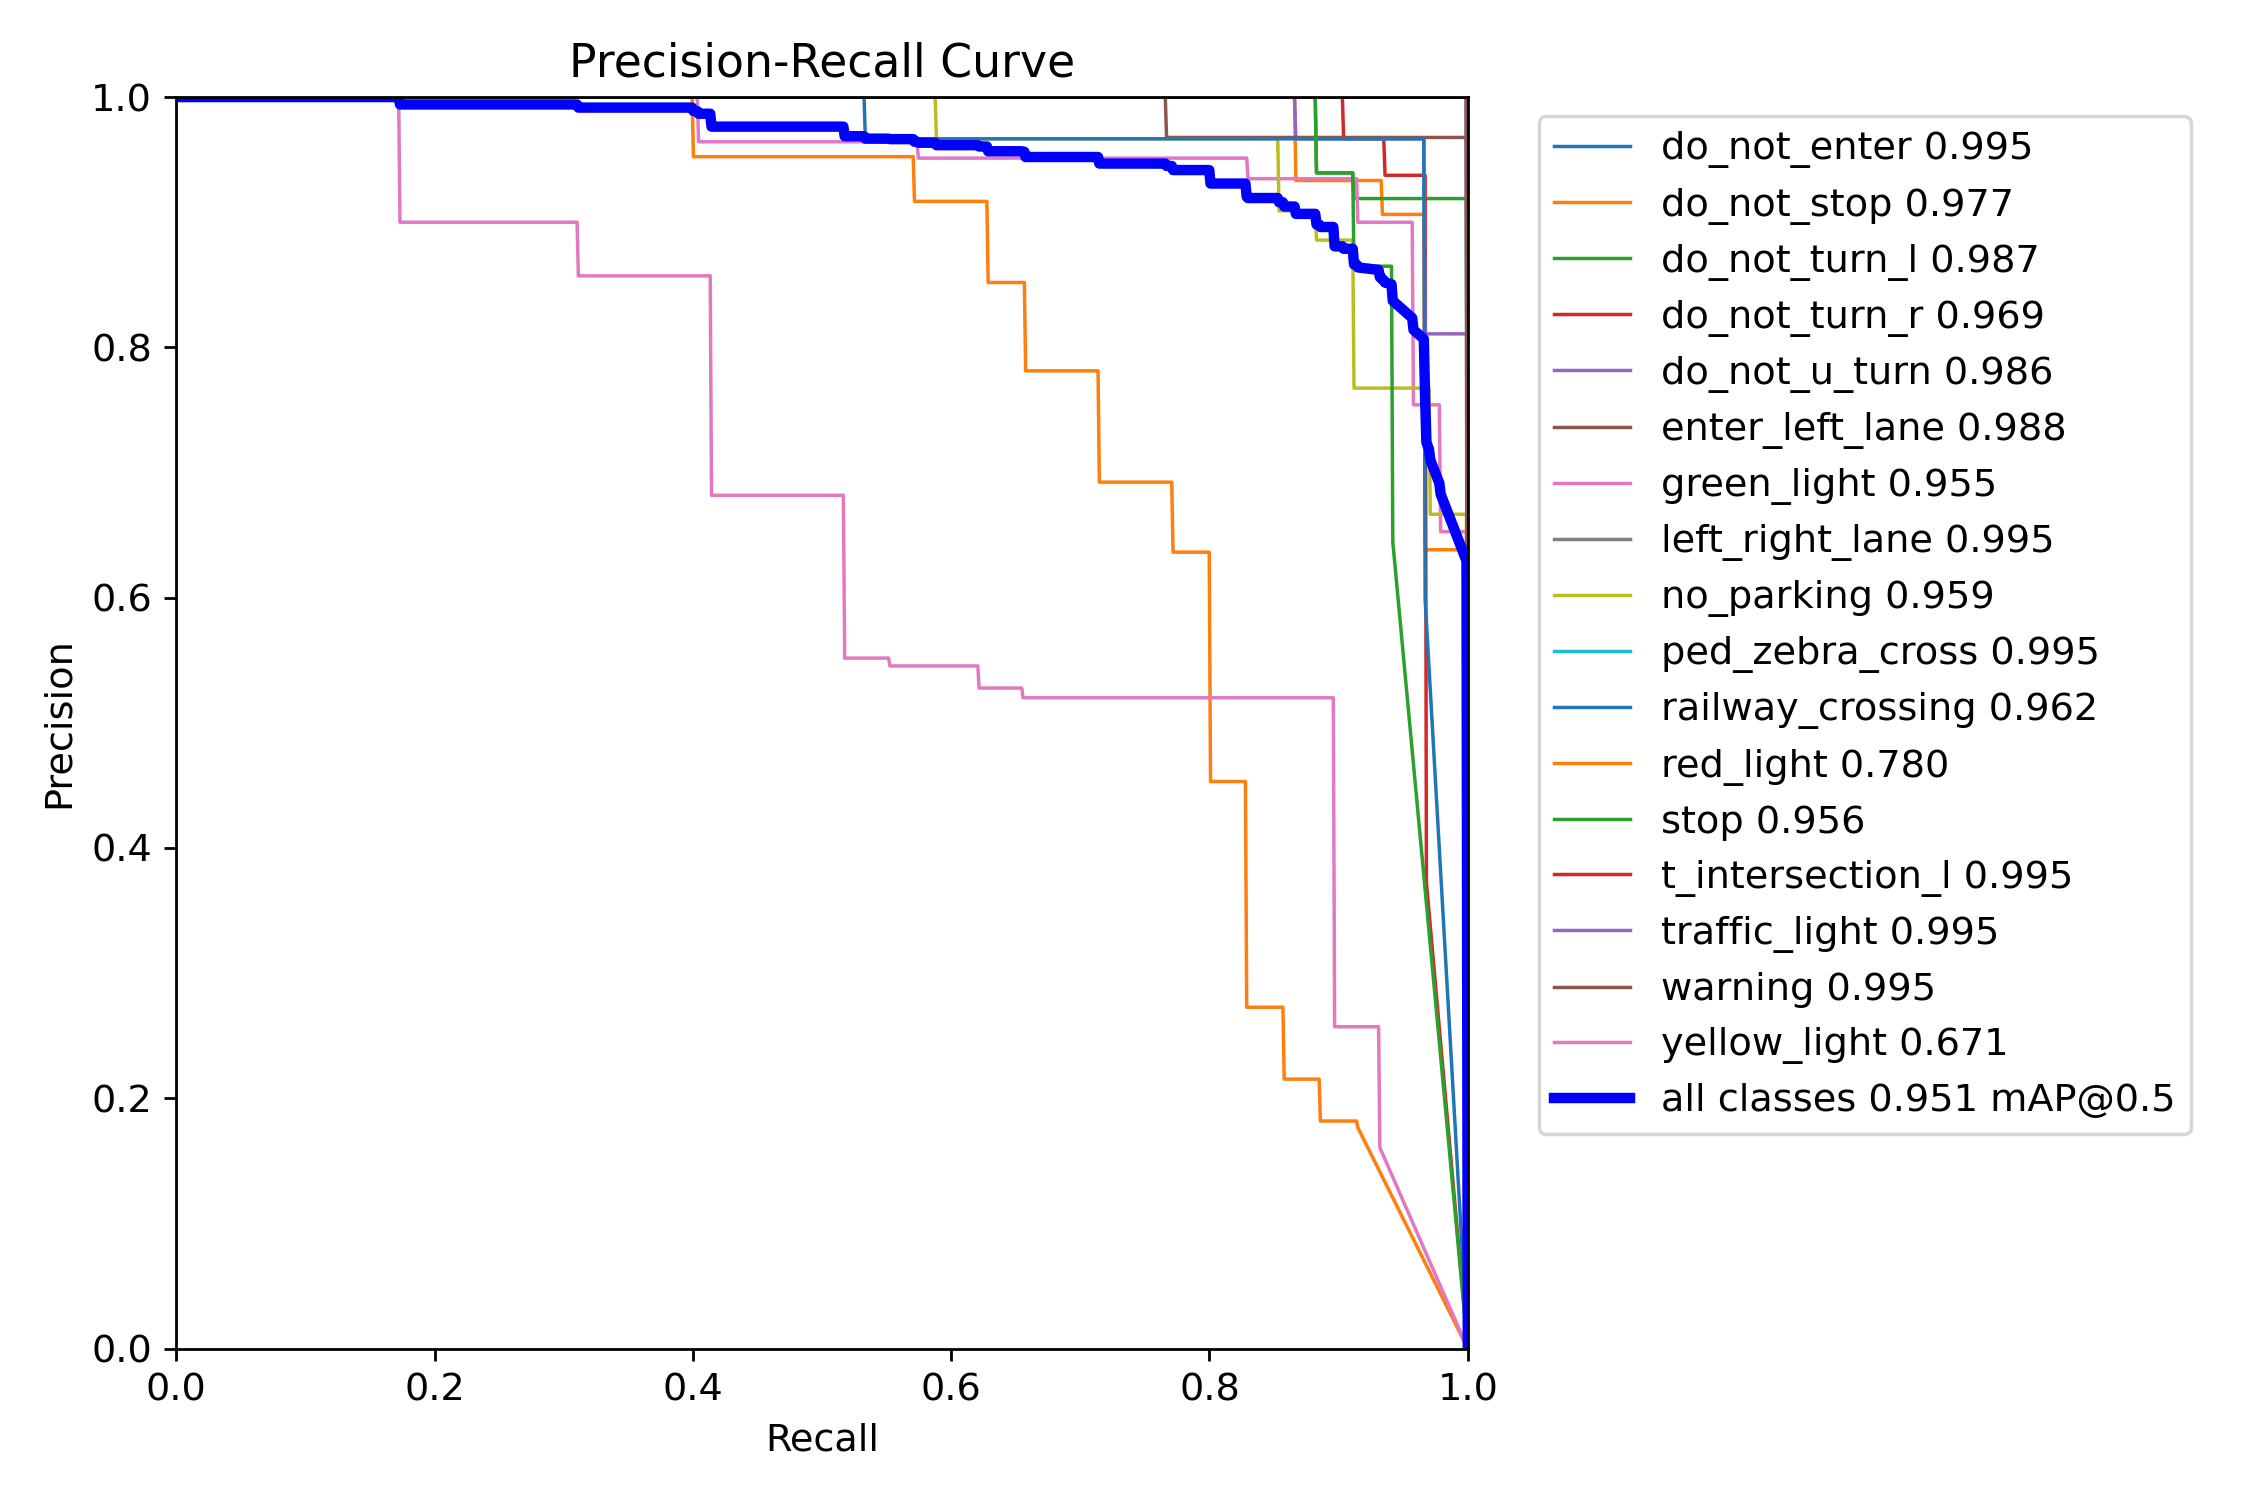 Precision-Recall Curve
1.0
0.8
0.6
0.4
0.2
0.0
Precision
0.0 0.2 0.4 0.6 0.8 1.0
Recall
do_not_enter 0.995
do_not_stop 0.977
do_not_turn_l 0.987
do_not_turn_r 0.969
do_not_u_turn 0.986
enter_left_lane 0.988
green_light 0.955
left_right_lane 0.995
no_parking 0.959
ped_zebra_cross 0.995
railway_crossing 0.962
red_light 0.780
stop 0.956
t_intersection_l 0.995
traffic_light 0.995
warning 0.995
yellow_light 0.671
all classes 0.951 mAP@0.5